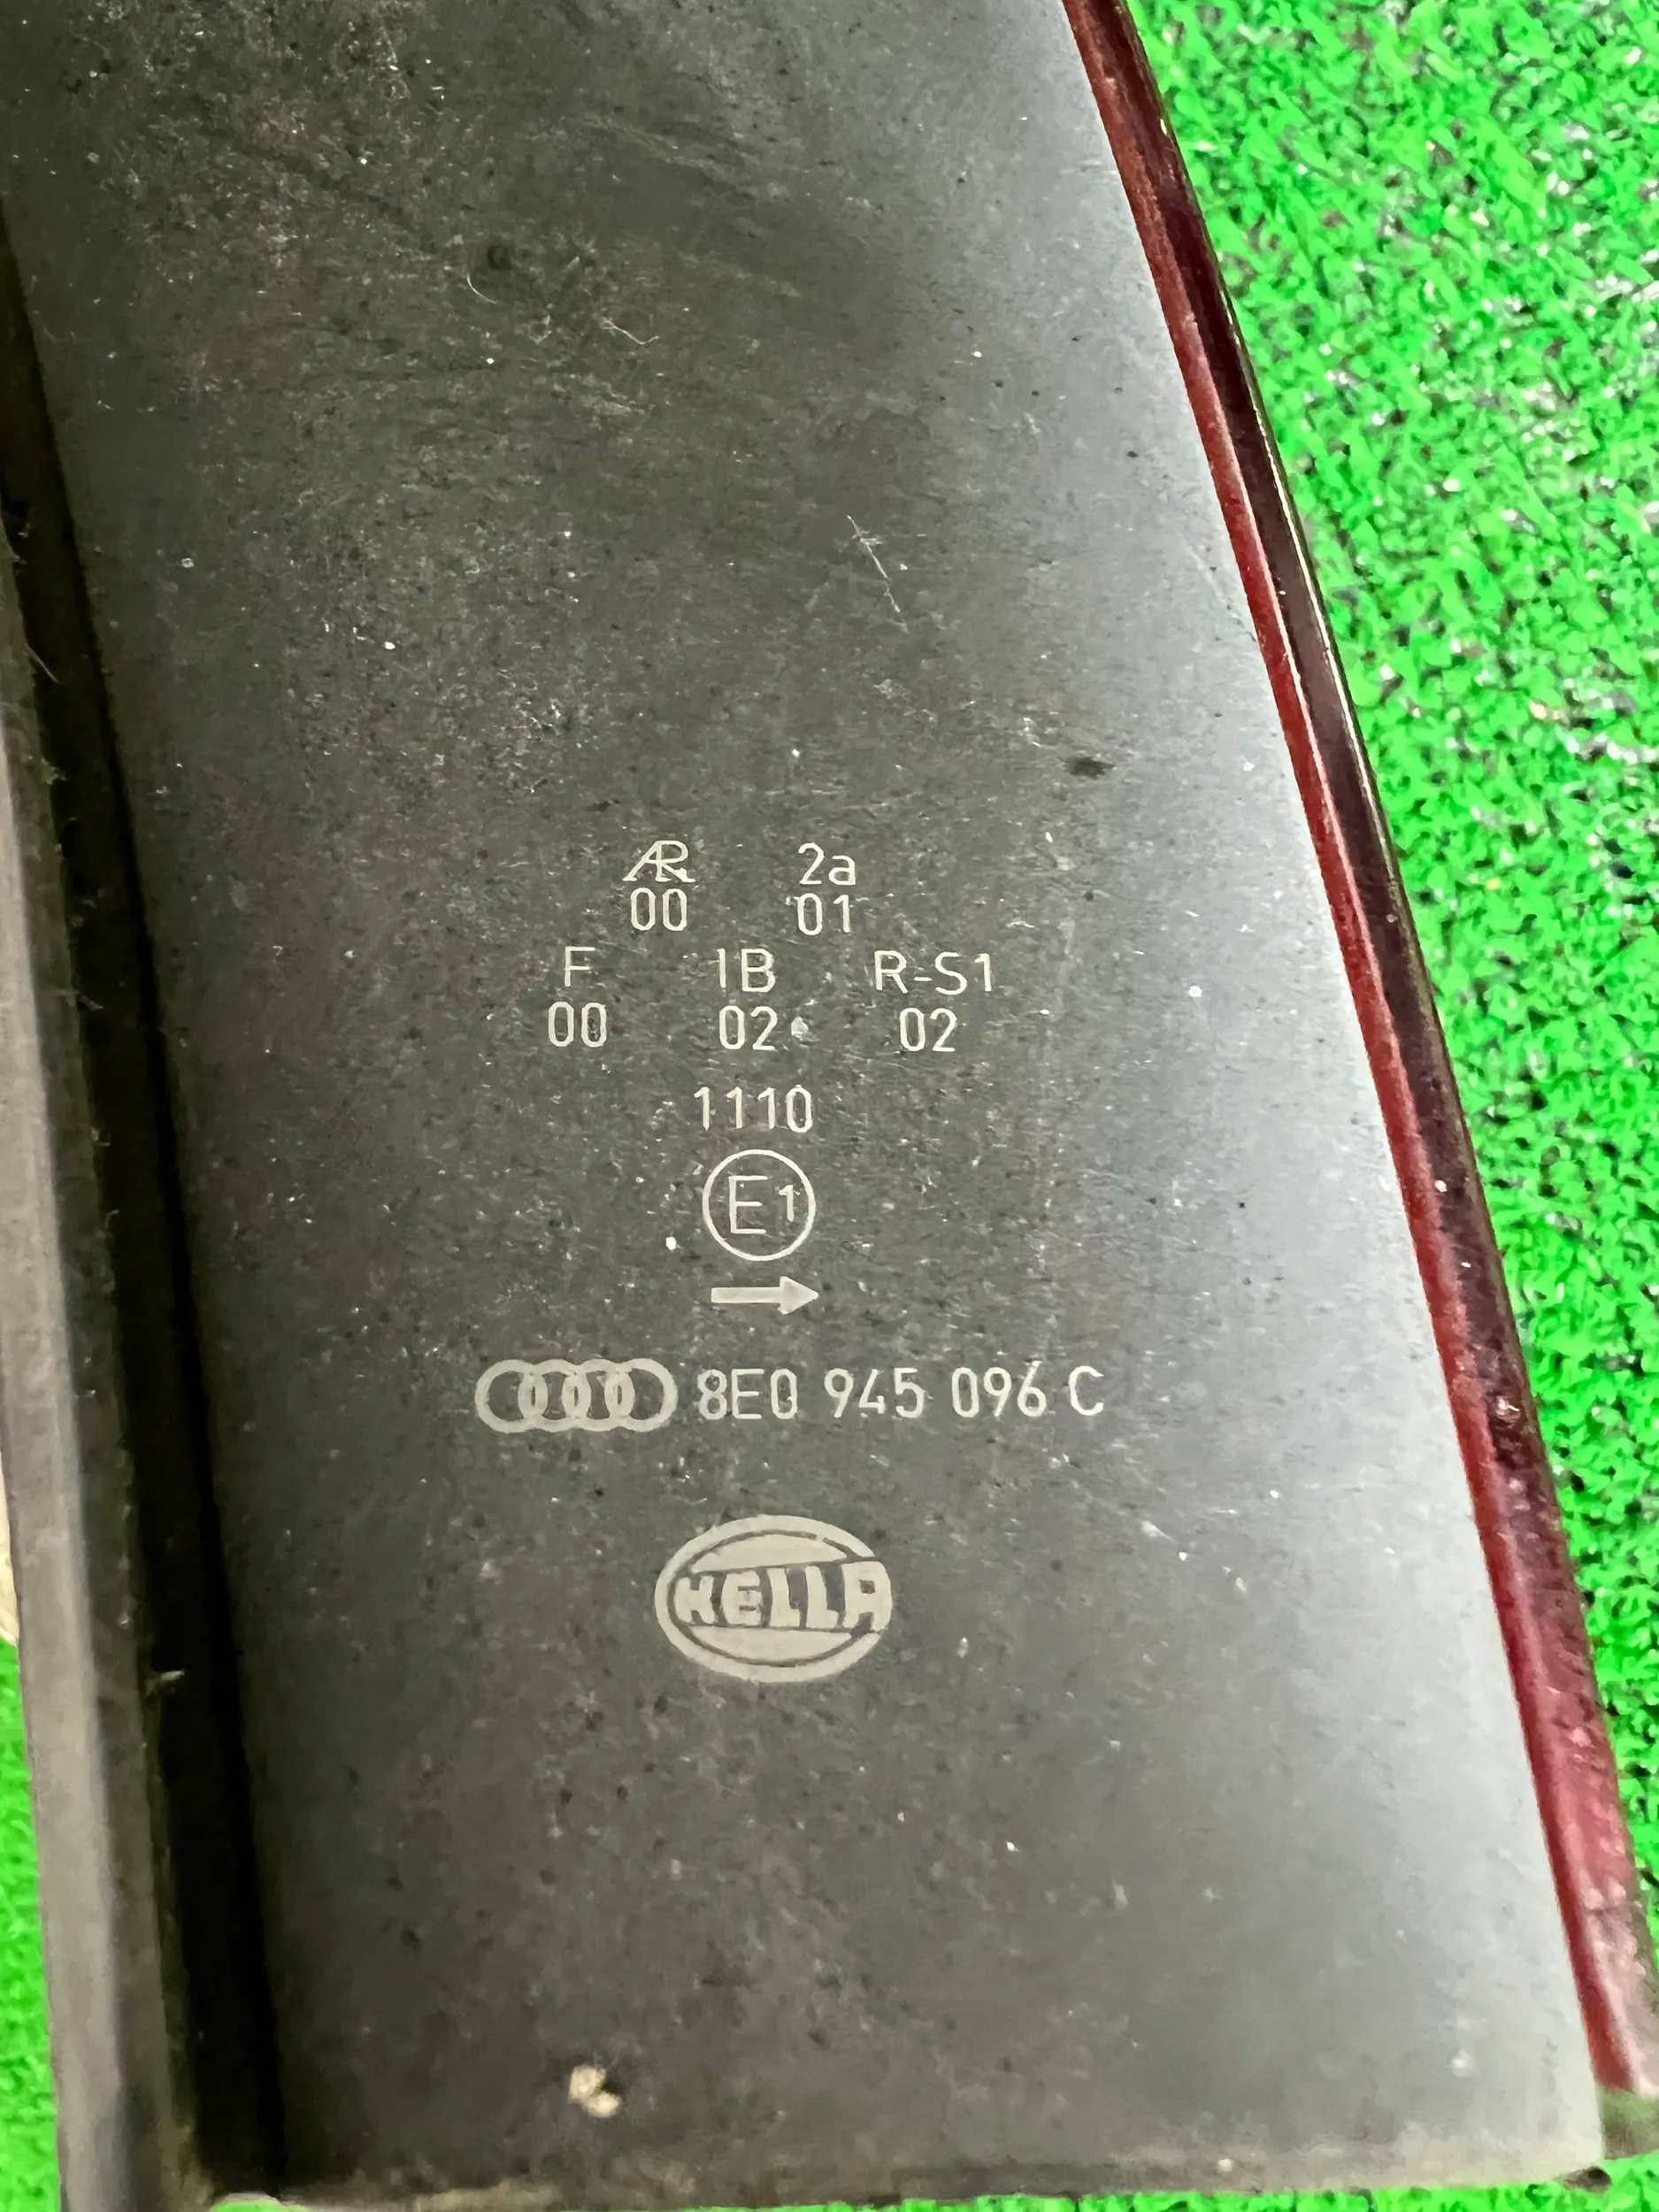 AR 2a
00 01
F IB R-S1
00 02 02
1110
E1
8E0 945 096 C
HELLA